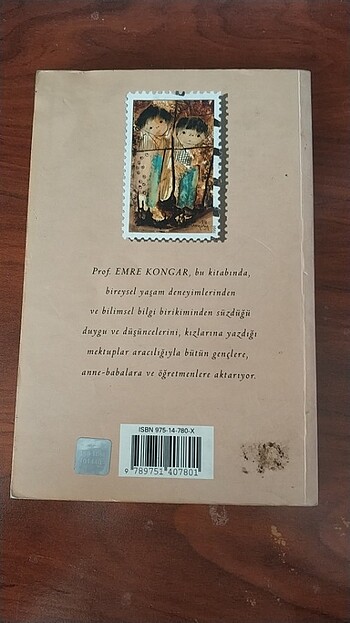 Prof. EMRE KONGAR, bu kitabında,
bireysel yaşam deneyimlerinden
ve bilimsel bilgi birikiminden süzdüğü
duygu ve düşüncelerini, kızlarına yazdığı
mektuplar aracılığıyla bütün gençlere,
anne-babalara ve öğretmenlere aktarıyor.
ISBN 975-14-780-X
9 789751 407801